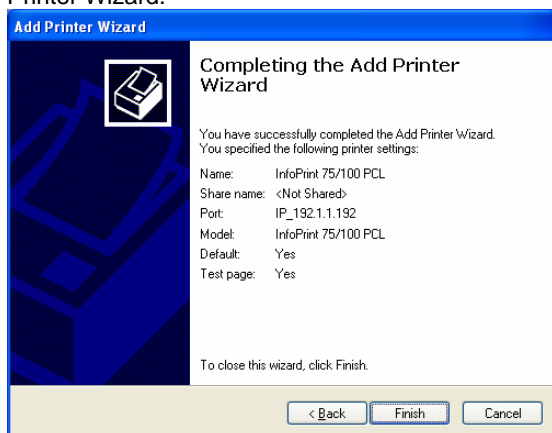 Printer Wizard.
Add Printer Wizard
Completing the Add Printer
Wizard
You have successfully completed the Add Printer Wizard.
You specified the following printer settings:
Name: InfoPrint 75/100 PCL
Share name: <Not Shared>
Port: IP_192.1.1.192
Model: InfoPrint 75/100 PCL
Default: Yes
Test page: Yes
To close this wizard, click Finish.
< Back Finish Cancel